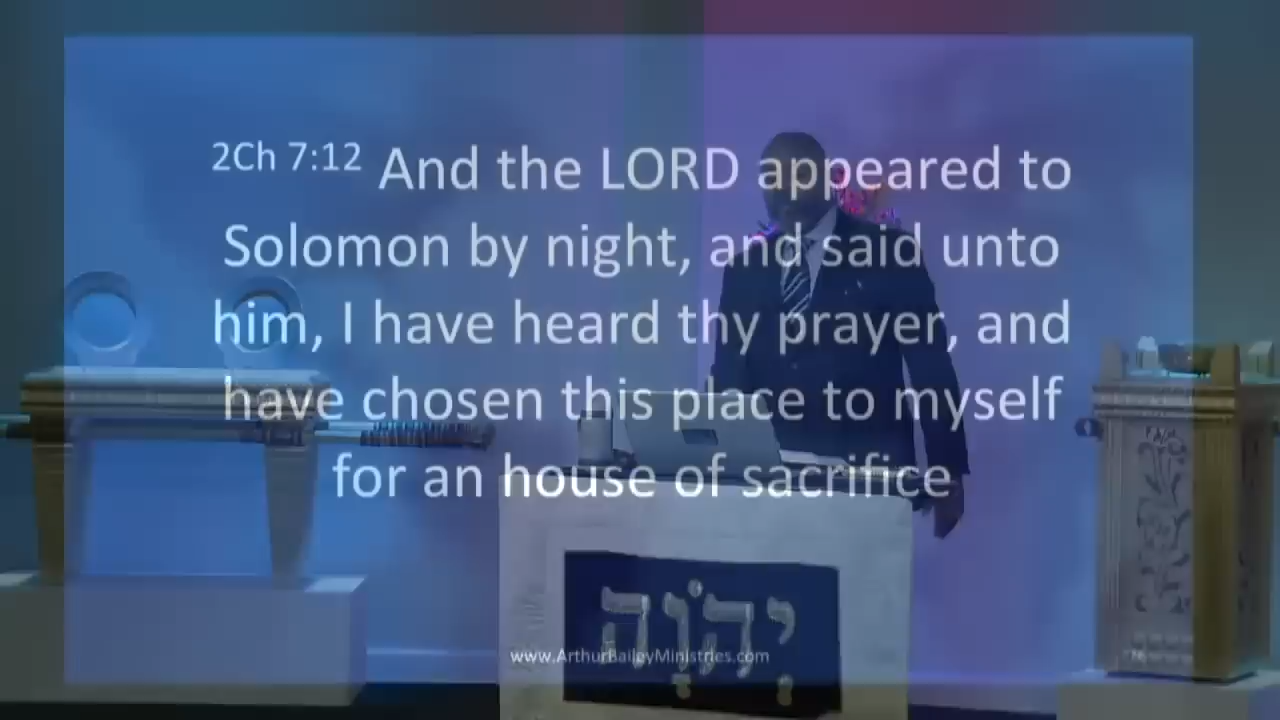 2Ch 7:12 And the LORD appeared to
Solomon by night, and said unto
him, I have heard thy prayer, and
have chosen this place to myself
for an house of sacrifice
יְהֹוָה
www.ArthurBaileyMinistries.com
76